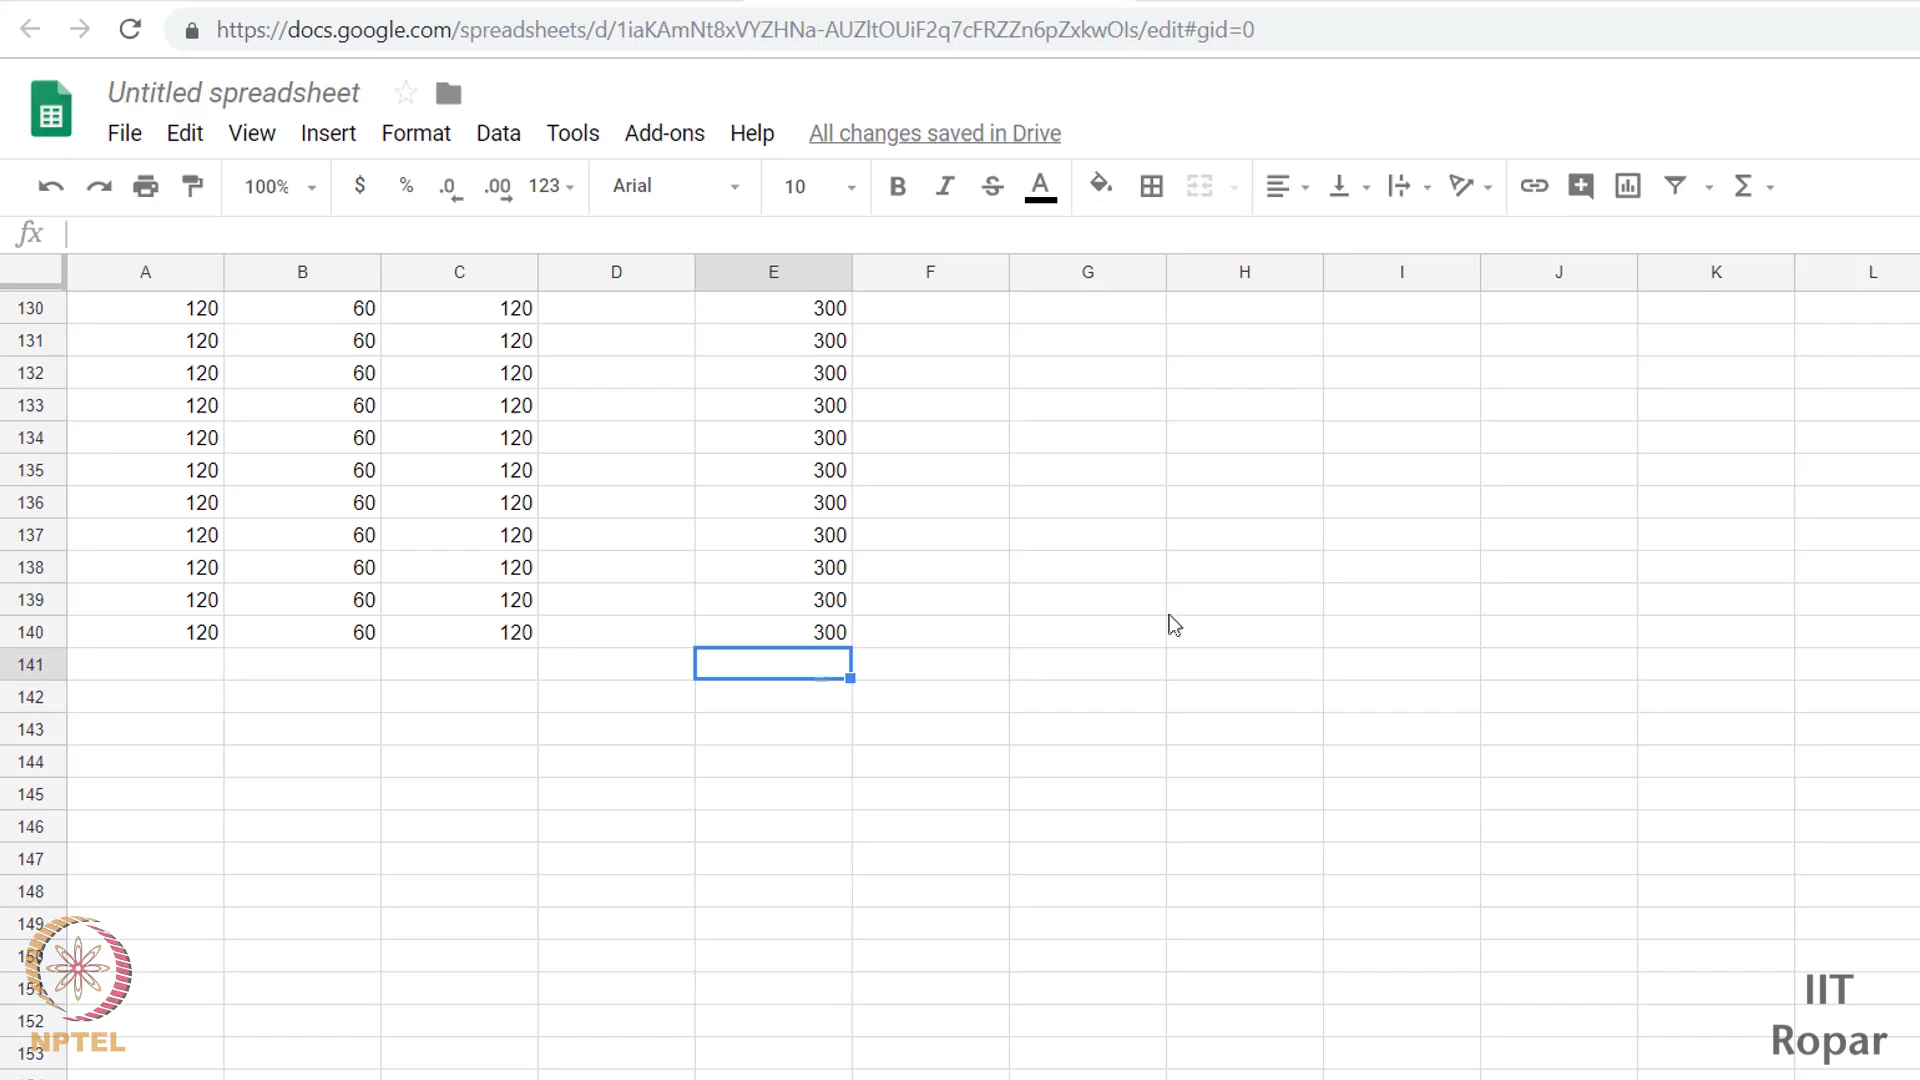 https://docs.google.com/spreadsheets/d/1iaKAmNt8xVYZHNa-AUZltOUiF2q7cFRZZn6pZxkwOIs/edit#gid=0
Untitled spreadsheet
File Edit View Insert Format Data Tools Add-ons Help All changes saved in Drive
100% $ % .0 .00 123 Arial 10 B I S A Σ
fx
A B C D E F G H I J K L
130 120 60 120 300
131 120 60 120 300
132 120 60 120 300
133 120 60 120 300
134 120 60 120 300
135 120 60 120 300
136 120 60 120 300
137 120 60 120 300
138 120 60 120 300
139 120 60 120 300
140 120 60 120 300
141
142
143
144
145
146
147
148
149
150
151
152
153
NPTEL
IIT
Ropar